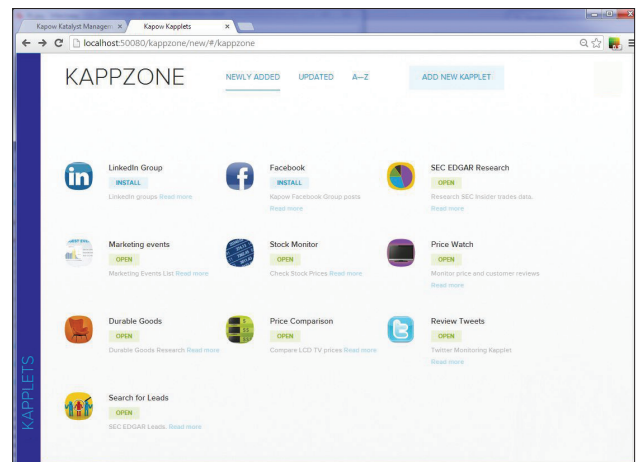 Kapow Katalyst Managem
Kapow Kapplets
localhost:50080/kappzone/new/#/kappzone
KAPPZONE
NEWLY ADDED
UPDATED
A—Z
ADD NEW KAPPLET
LinkedIn Group
INSTALL
LinkedIn groups Read more
Facebook
INSTALL
Kapow Facebook Group posts
Read more
SEC EDGAR Research
OPEN
Research SEC Insider trades data.
Read more
Marketing events
OPEN
Marketing Events List Read more
Stock Monitor
OPEN
Check Stock Prices Read more
Price Watch
OPEN
Monitor price and customer reviews
Read more
Durable Goods
OPEN
Durable Goods Research Read more
Price Comparison
OPEN
Compare LCD TV prices Read more
Review Tweets
OPEN
Twitter Monitoring Kapplet
Read more
Search for Leads
OPEN
SEC EDGAR Leads. Read more
KAPPLETS